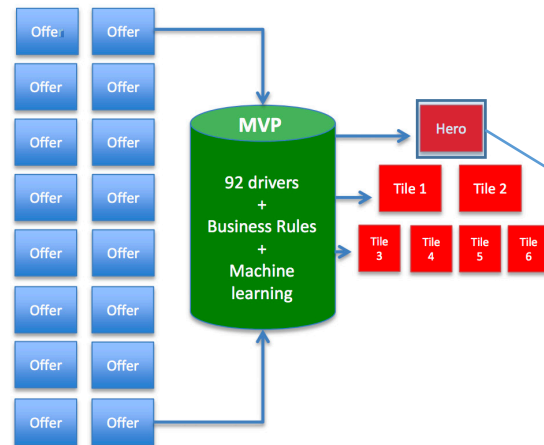 Offer Offer
Offer Offer
Offer Offer
Offer Offer
Offer Offer
Offer Offer
Offer Offer
Offer Offer
MVP
92 drivers
+
Business Rules
+
Machine
learning
Hero
Tile 1 Tile 2
Tile Tile Tile Tile
3 4 5 6